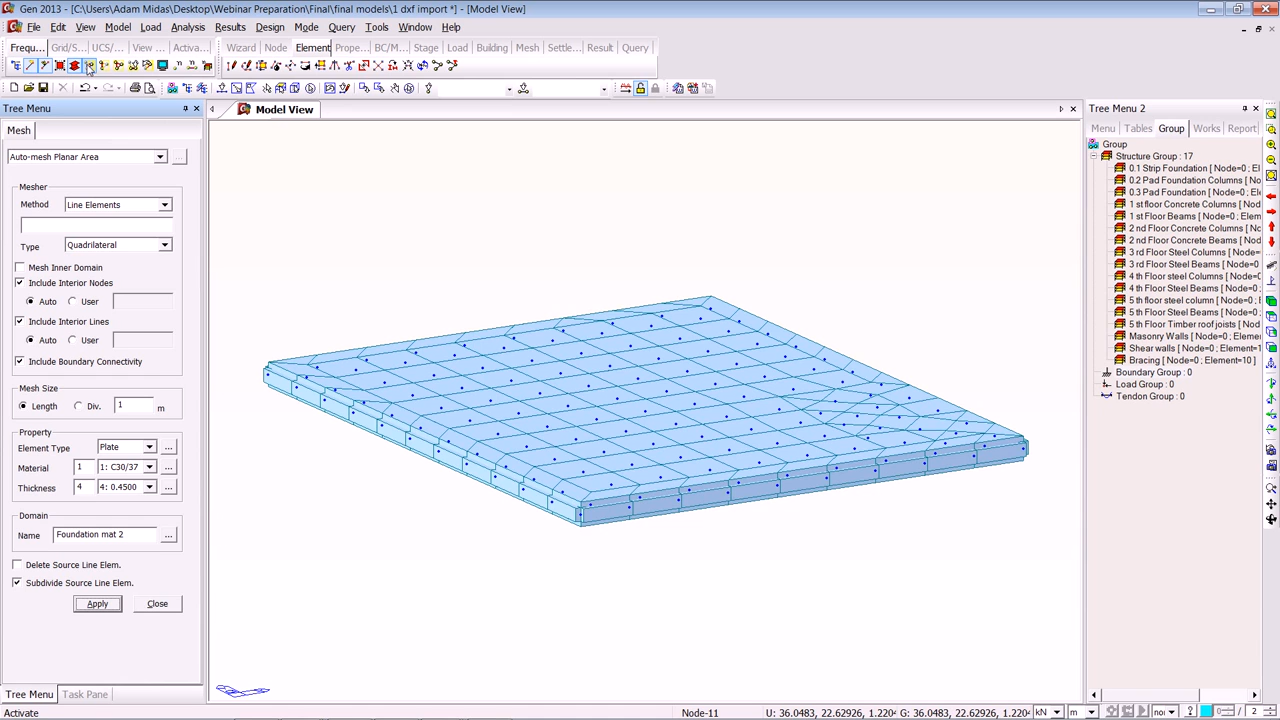 Gen 2013 - [C:\Users\Adam Midas\Desktop\Webinar Preparation\Final\final models\1 dxf import *] - [Model View]
File Edit View Model Load Analysis Results Design Mode Query Tools Window Help
Frequ... Grid/S... UCS/... View ... Activa... Wizard Node Element Prope... BC/M... Stage Load Building Mesh Settle... Result Query
Tree Menu
Mesh
Auto-mesh Planar Area
Mesher
Method Line Elements
Type Quadrilateral
Mesh Inner Domain
Include Interior Nodes
Auto User
Include Interior Lines
Auto User
Include Boundary Connectivity
Mesh Size
Length Div. 1 m
Property
Element Type Plate
Material 1 1: C30/37
Thickness 4 4: 0.4500
Domain
Name Foundation mat 2
Delete Source Line Elem.
Subdivide Source Line Elem.
Apply Close
Tree Menu Task Pane
Model View
Tree Menu 2
Menu Tables Group Works Report
Group
Structure Group : 17
0.1 Strip Foundation [ Node=0 ; El
0.2 Pad Foundation Columns [ Noc
0.3 Pad Foundation [ Node=0 ; Ele
1 st floor Concrete Columns [ Nod
1 st Floor Beams [ Node=0 ; Elem
2 nd Floor Concrete Columns [ Nc
2 nd Floor Concrete Beams [ Node
3 rd Floor Steel Columns [ Node=0
3 rd Floor Steel Beams [ Node=0
4 th Floor steel Columns [ Node=0
4 th Floor Steel Beams [ Node=0
5 th floor steel column [ Node=0 ;
5 th Floor Steel Beams [ Node=0
5 th Floor Timber roof joists [ Node
Masonry Walls [ Node=0 ; Elemen
Shear walls [ Node=0 ; Element=1
Bracing [ Node=0 ; Element=10 ]
Boundary Group : 0
Load Group : 0
Tendon Group : 0
Activate Node-11 U: 36.0483, 22.62926, 1.2204 G: 36.0483, 22.62926, 1.2204 kN m nor 0 / 2